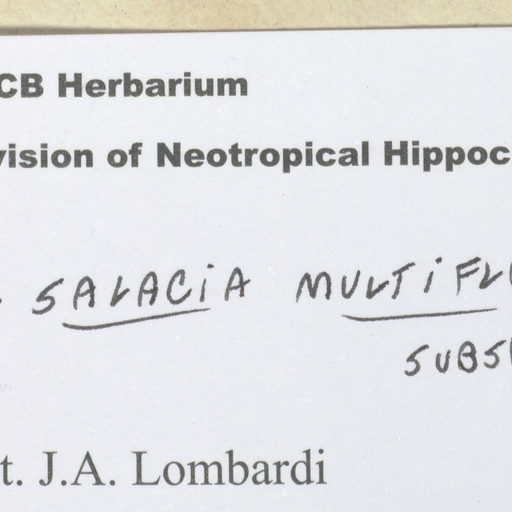 CB Herbarium
vision of Neotropical Hippoc
SALACIA MULTIFL
SUBS
t. J.A. Lombardi